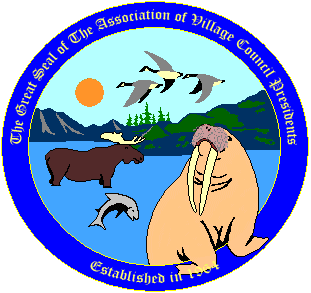 The Great Seal of The Association of Village Council Presidents
Established in